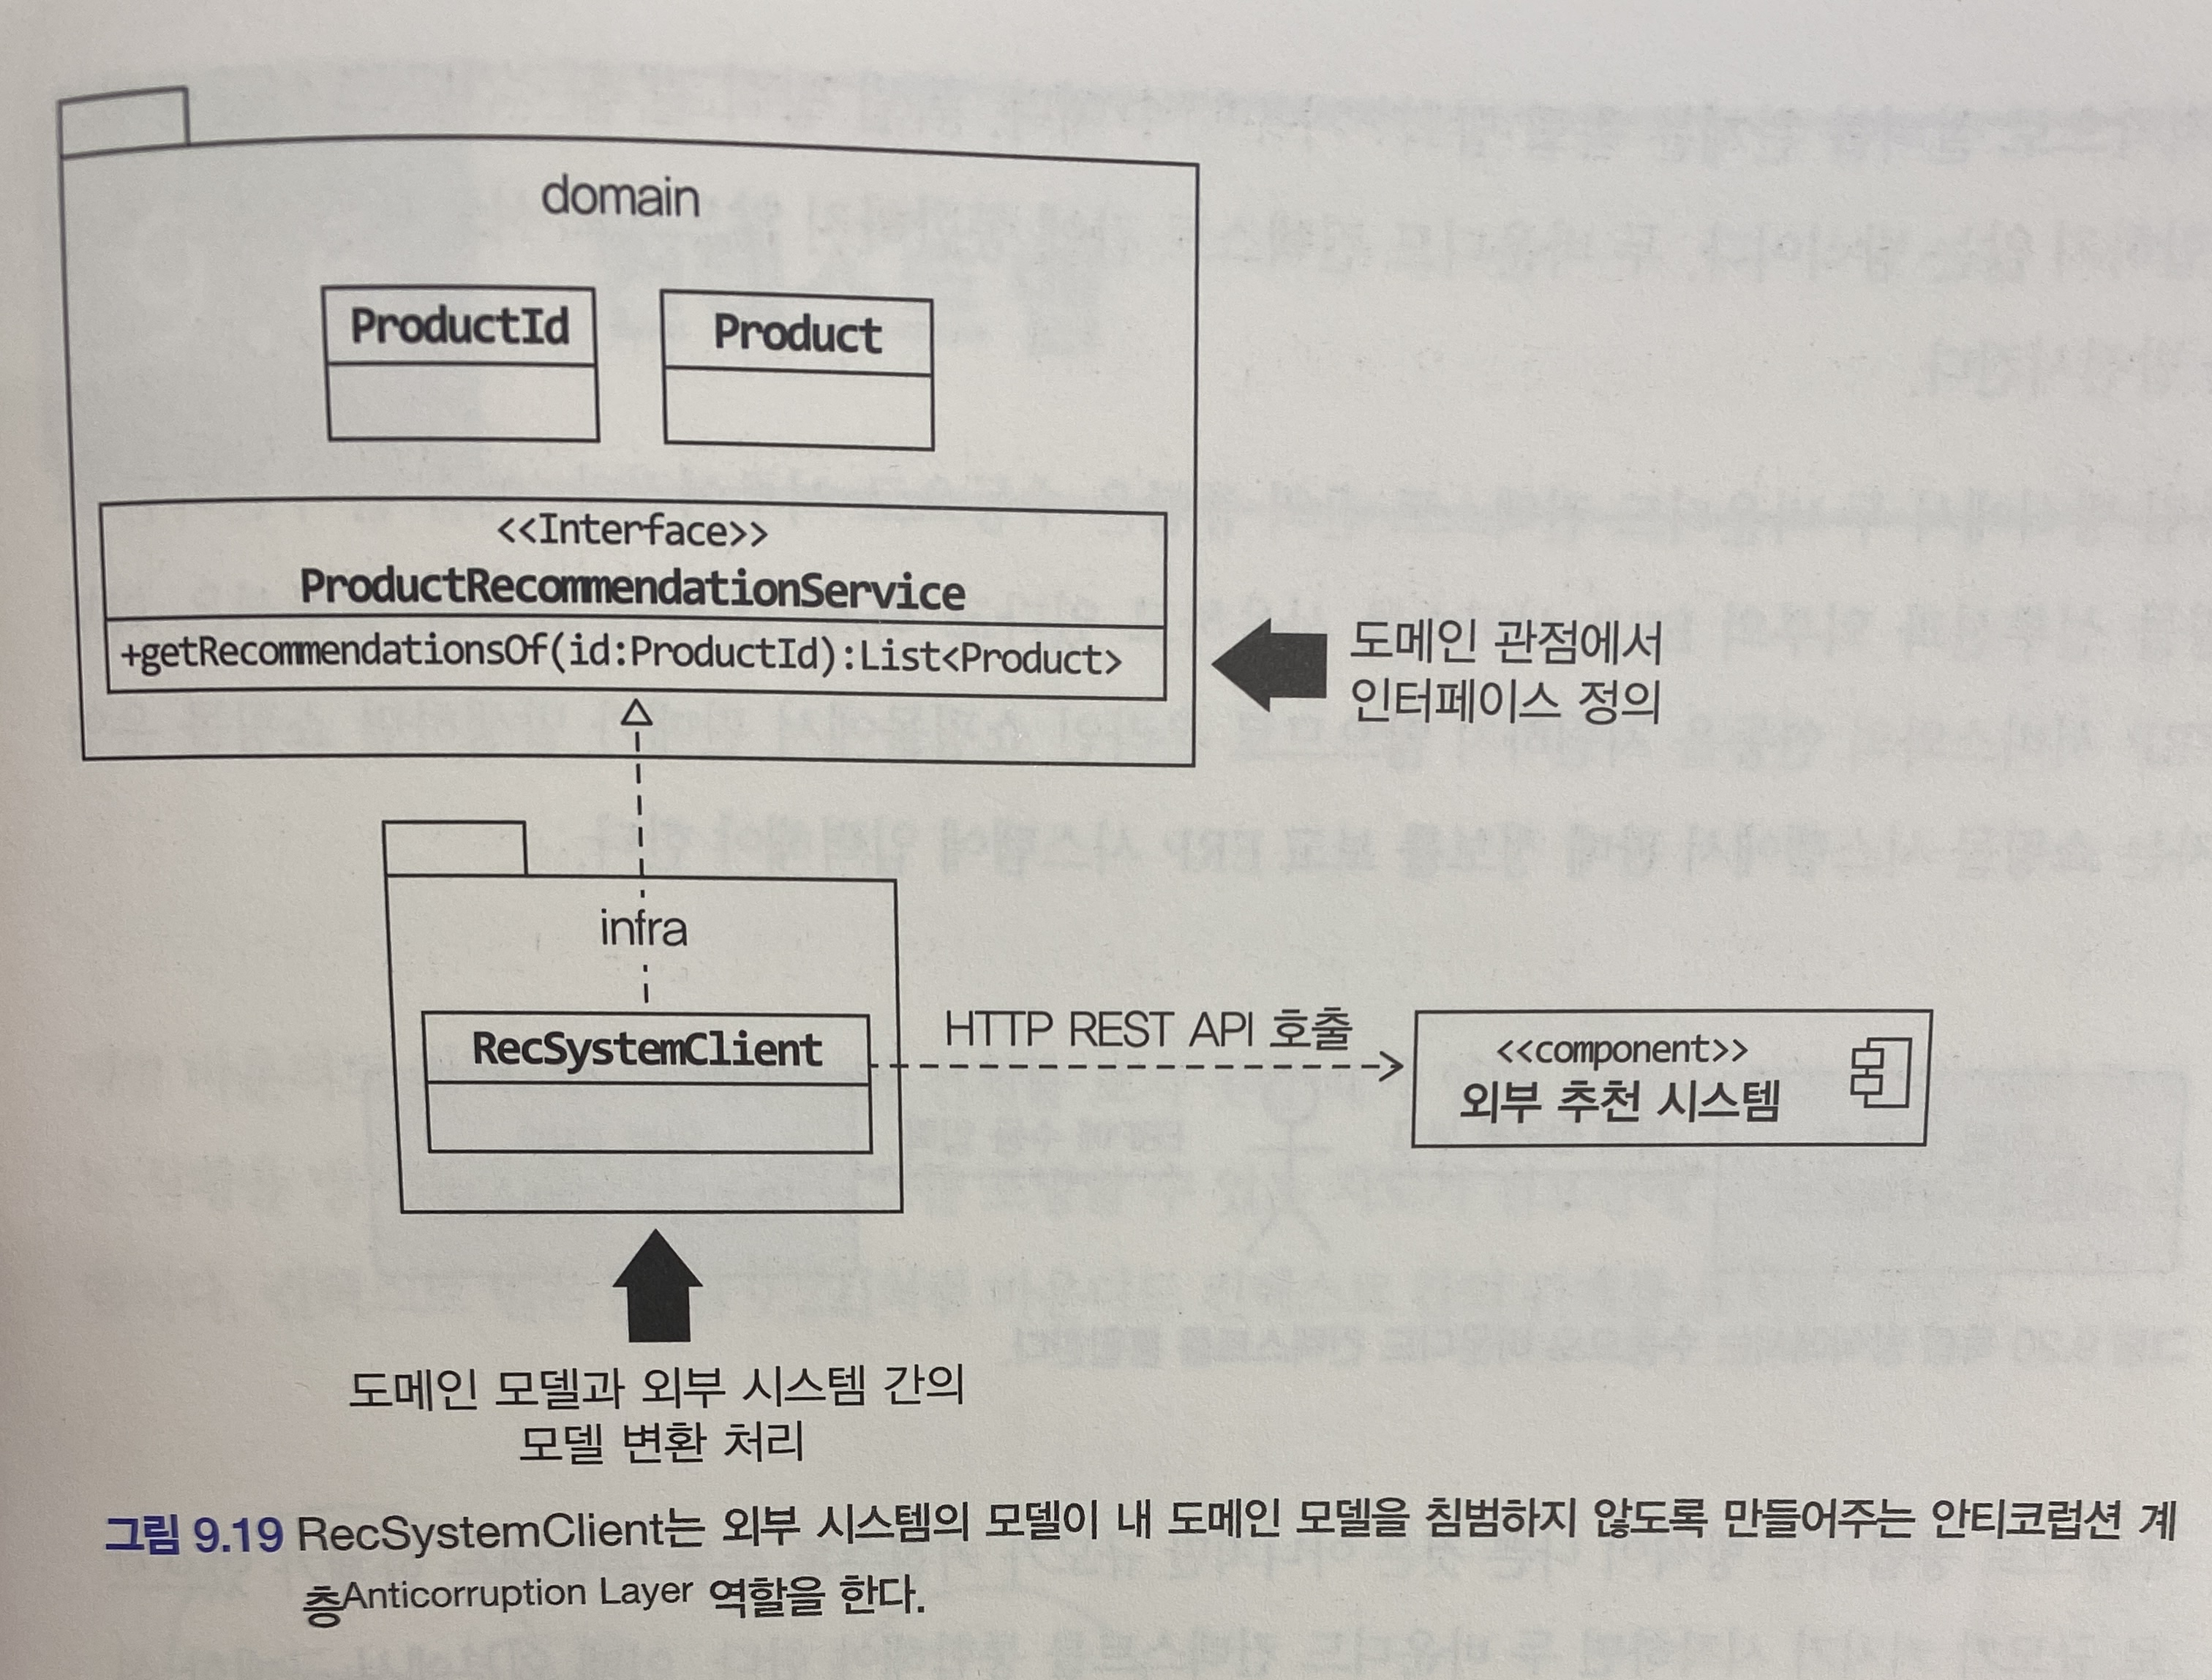 domain
ProductId
Product
<<Interface>>
ProductRecommendationService
+getRecommendationsOf(id:ProductId):List<Product>
도메인 관점에서
인터페이스 정의
infra
RecSystemClient
HTTP REST API 호출
<<component>>
외부 추천 시스템
도메인 모델과 외부 시스템 간의
모델 변환 처리
그림 9.19 RecSystemClient는 외부 시스템의 모델이 내 도메인 모델을 침범하지 않도록 만들어주는 안티코럽션 계
층Anticorruption Layer 역할을 한다.